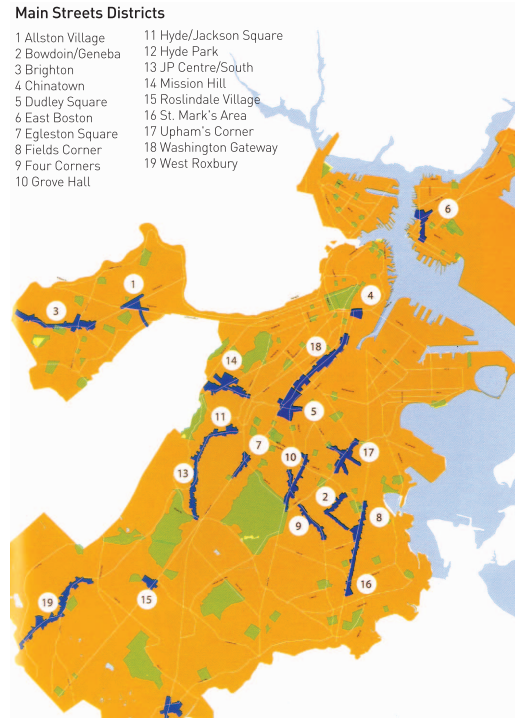 Main Streets Districts
1 Allston Village
2 Bowdoin/Geneba
3 Brighton
4 Chinatown
5 Dudley Square
6 East Boston
7 Egleston Square
8 Fields Corner
9 Four Corners
10 Grove Hall
11 Hyde/Jackson Square
12 Hyde Park
13 JP Centre/South
14 Mission Hill
15 Roslindale Village
16 St. Mark's Area
17 Upham's Corner
18 Washington Gateway
19 West Roxbury
6
1
3
4
18
14
5
11
17
7
10
13
2
8
9
16
15
19